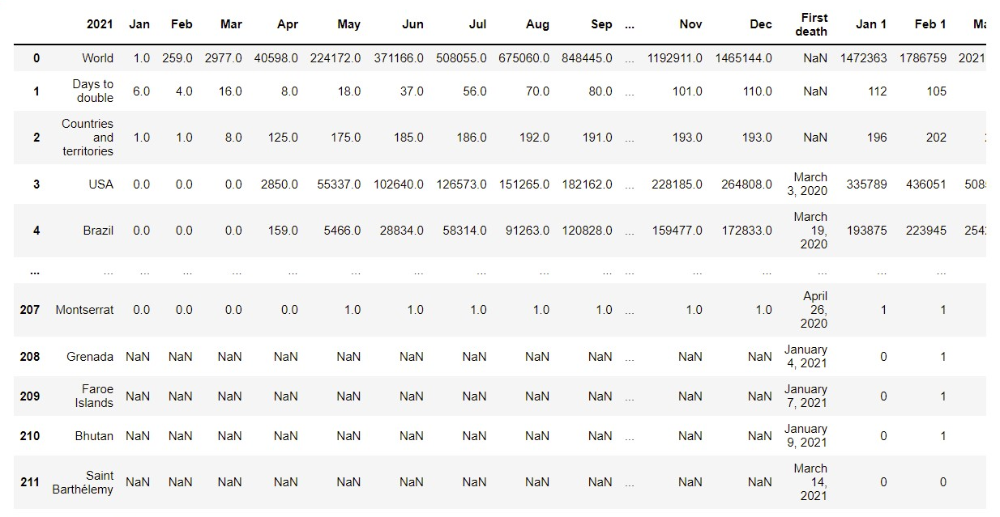 2021 Jan Feb Mar Apr May Jun Jul Aug Sep ... Nov Dec First death Jan 1 Feb 1 Ma
0 World 1.0 259.0 2977.0 40598.0 224172.0 371166.0 508055.0 675060.0 848445.0 ... 1192911.0 1465144.0 NaN 1472363 1786759 2021
1 Days to double 6.0 4.0 16.0 8.0 18.0 37.0 56.0 70.0 80.0 ... 101.0 110.0 NaN 112 105
2 Countries and territories 1.0 1.0 8.0 125.0 175.0 185.0 186.0 192.0 191.0 ... 193.0 193.0 NaN 196 202
3 USA 0.0 0.0 0.0 2850.0 55337.0 102640.0 126573.0 151265.0 182162.0 ... 228185.0 264808.0 March 3, 2020 335789 436051 508
4 Brazil 0.0 0.0 0.0 159.0 5466.0 28834.0 58314.0 91263.0 120828.0 ... 159477.0 172833.0 March 19, 2020 193875 223945 254
... ... ... ... ... ... ... ... ... ... ... ... ... ... ... ... ...
207 Montserrat 0.0 0.0 0.0 0.0 1.0 1.0 1.0 1.0 1.0 ... 1.0 1.0 April 26, 2020 1 1
208 Grenada NaN NaN NaN NaN NaN NaN NaN NaN NaN ... NaN NaN January 4, 2021 0 1
209 Faroe Islands NaN NaN NaN NaN NaN NaN NaN NaN NaN ... NaN NaN January 7, 2021 0 1
210 Bhutan NaN NaN NaN NaN NaN NaN NaN NaN NaN ... NaN NaN January 9, 2021 0 1
211 Saint Barthélemy NaN NaN NaN NaN NaN NaN NaN NaN NaN ... NaN NaN March 14, 2021 0 0